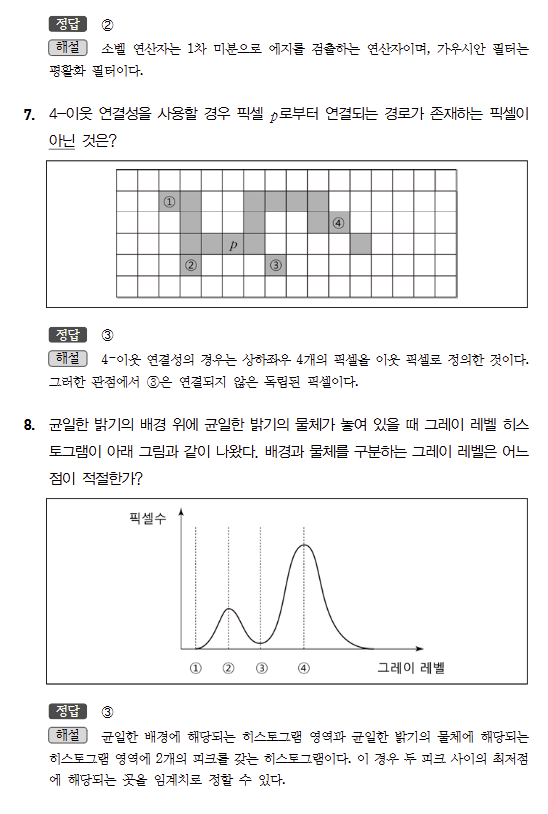 정답 ②
해설 소벨 연산자는 1차 미분으로 에지를 검출하는 연산자이며, 가우시안 필터는
평활화 필터이다.
7. 4-이웃 연결성을 사용할 경우 픽셀 p로부터 연결되는 경로가 존재하는 픽셀이
아닌 것은?
①
④
p
② ③
정답 ③
해설 4-이웃 연결성의 경우는 상하좌우 4개의 픽셀을 이웃 픽셀로 정의한 것이다.
그러한 관점에서 ③은 연결되지 않은 독립된 픽셀이다.
8. 균일한 밝기의 배경 위에 균일한 밝기의 물체가 놓여 있을 때 그레이 레벨 히스
토그램이 아래 그림과 같이 나왔다. 배경과 물체를 구분하는 그레이 레벨은 어느
점이 적절한가?
픽셀수
① ② ③ ④ 그레이 레벨
정답 ③
해설 균일한 배경에 해당되는 히스토그램 영역과 균일한 밝기의 물체에 해당되는
히스토그램 영역에 2개의 피크를 갖는 히스토그램이다. 이 경우 두 피크 사이의 최저점
에 해당되는 곳을 임계치로 정할 수 있다.